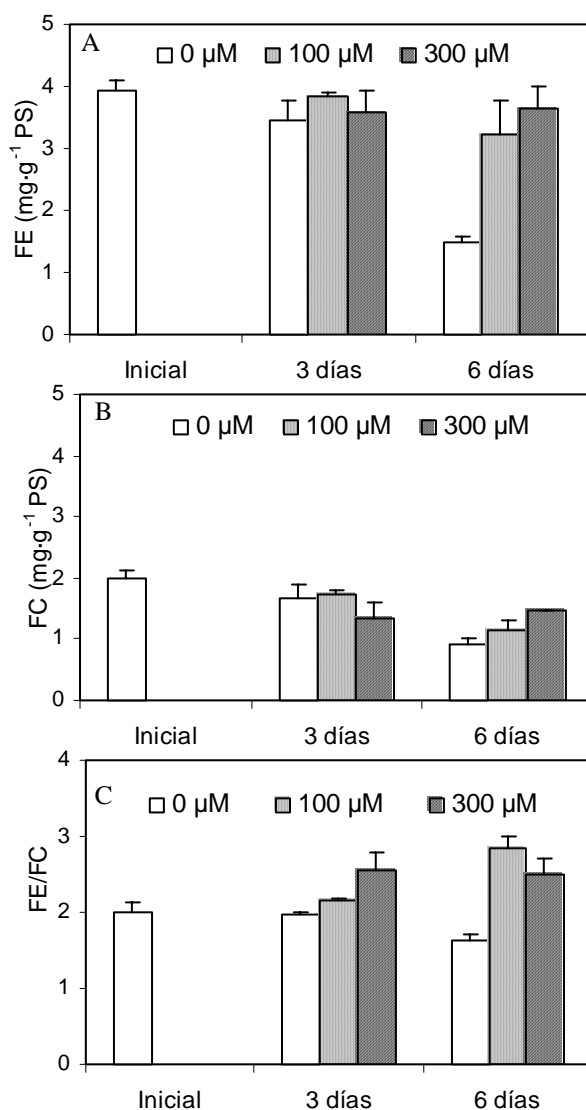 A
0 µM 100 µM 300 µM
FE (mg·g⁻¹ PS)
5
4
3
2
1
0
Inicial 3 días 6 días
B
0 µM 100 µM 300 µM
FC (mg·g⁻¹ PS)
5
4
3
2
1
0
Inicial 3 días 6 días
C
0 µM 100 µM 300 µM
FE/FC
4
3
2
1
0
Inicial 3 días 6 días